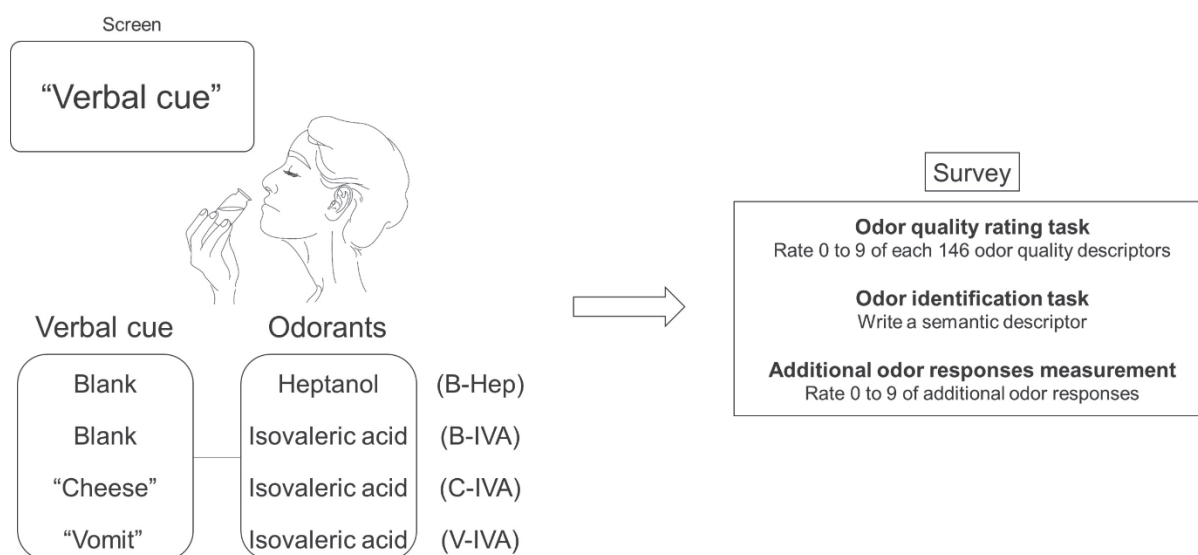 Screen
“Verbal cue”
Verbal cue
Odorants
Blank Heptanol (B-Hep)
Blank Isovaleric acid (B-IVA)
“Cheese” Isovaleric acid (C-IVA)
“Vomit” Isovaleric acid (V-IVA)
Survey
Odor quality rating task
Rate 0 to 9 of each 146 odor quality descriptors
Odor identification task
Write a semantic descriptor
Additional odor responses measurement
Rate 0 to 9 of additional odor responses